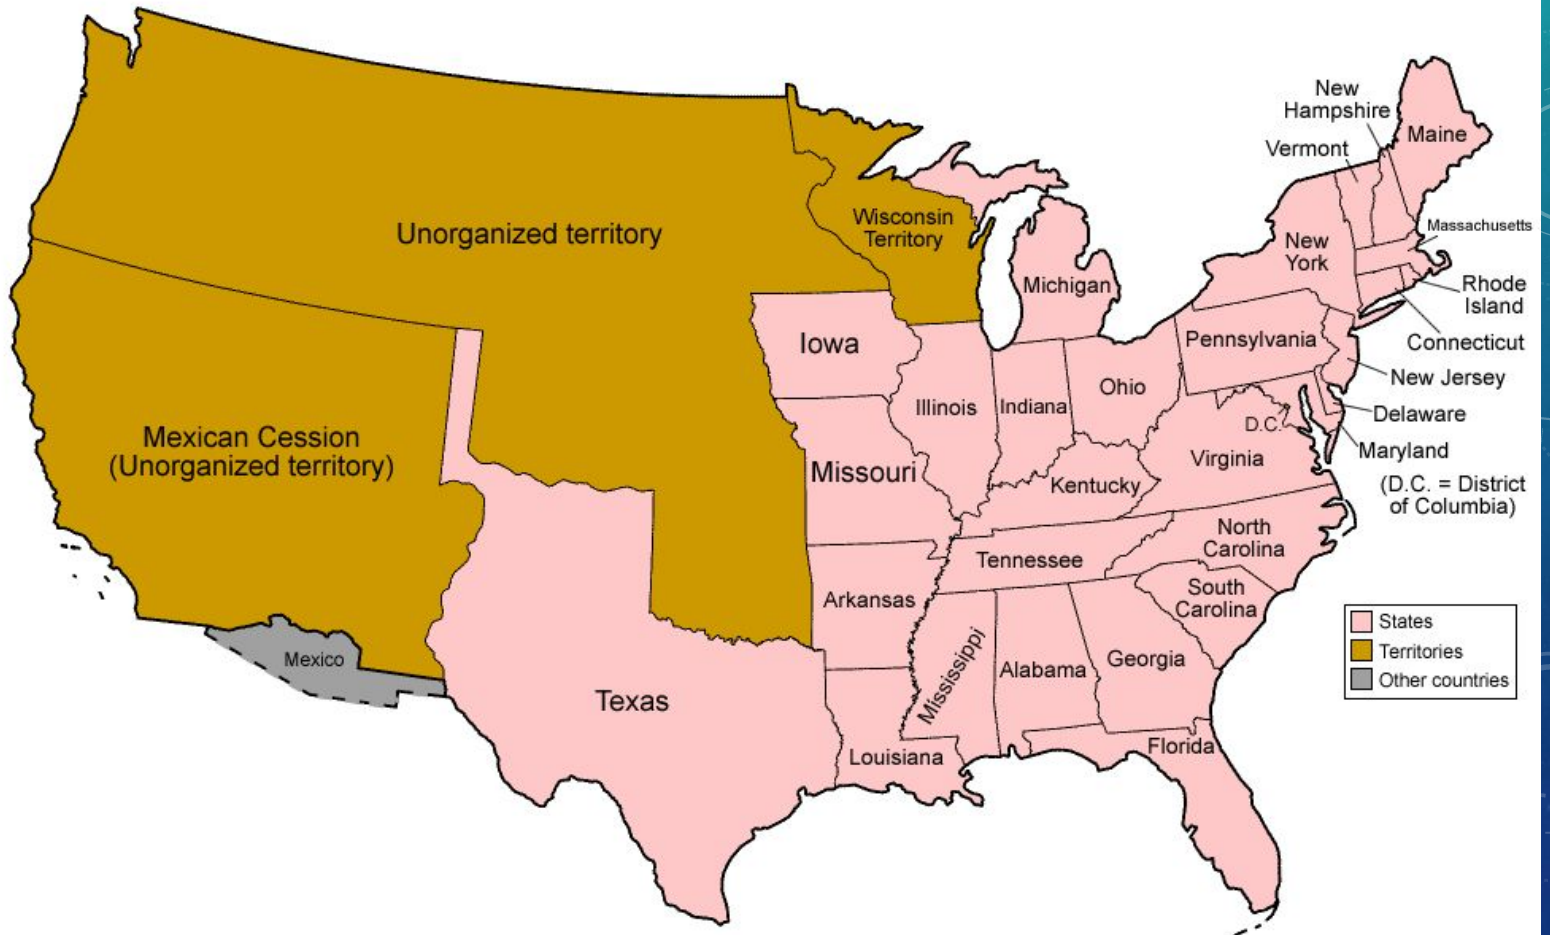 New
Hampshire
Maine
Vermont
Massachusetts
Unorganized territory
Wisconsin
Territory
New
York
Michigan
Rhode
Island
Iowa
Pennsylvania
Connecticut
New Jersey
Ohio
Illinois
Indiana
Delaware
D.C.
Mexican Cession
(Unorganized territory)
Maryland
Missouri
Virginia
Kentucky
(D.C. = District
of Columbia)
North
Carolina
Tennessee
South
Carolina
Arkansas
States
Mexico
Mississippi
Alabama
Georgia
Territories
Other countries
Texas
Louisiana
Florida